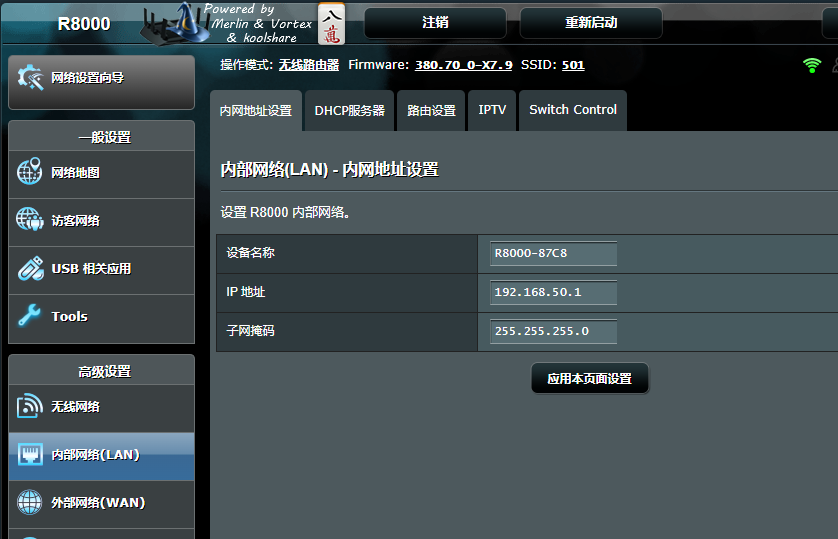 R8000
Powered by
Merlin & Vortex
& koolshare
八萬
注销
重新启动
操作模式: 无线路由器 Firmware: 380.70_0-X7.9 SSID: 501
网络设置向导
一般设置
网络地图
访客网络
USB 相关应用
Tools
高级设置
无线网络
内部网络(LAN)
外部网络(WAN)
内网地址设置 DHCP服务器 路由设置 IPTV Switch Control
内部网络(LAN) - 内网地址设置
设置 R8000 内部网络。
设备名称 R8000-87C8
IP 地址 192.168.50.1
子网掩码 255.255.255.0
应用本页面设置